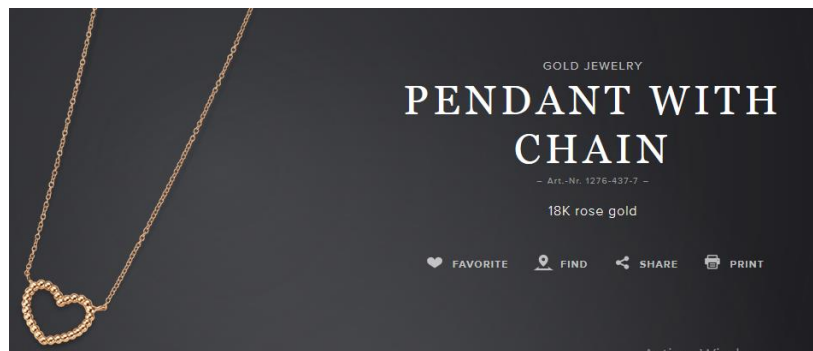 GOLD JEWELRY
PENDANT WITH
CHAIN
– Art.-Nr. 1276-437-7 –
18K rose gold
FAVORITE FIND SHARE PRINT